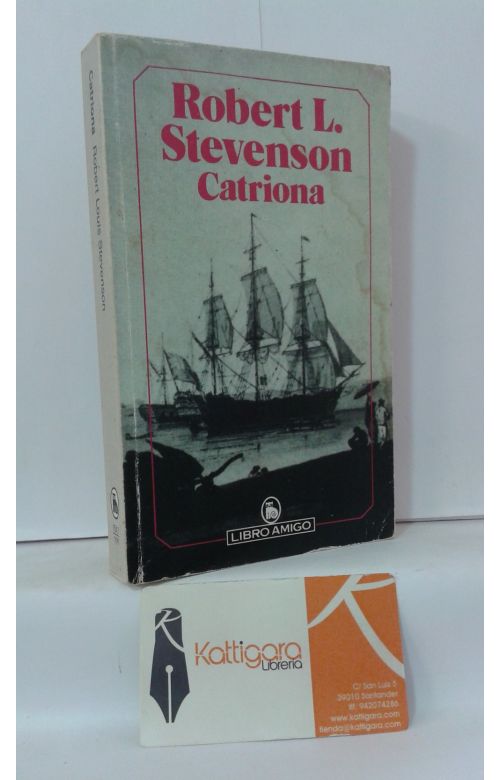 Robert L.
Stevenson
Catriona
Catriona Robert Louis Stevenson
LIBRO AMIGO
Kattigara
Librería
C/ San Luis 5
39010 Santander
tlf: 942074286
www.kattigara.com
tienda@kattigara.com